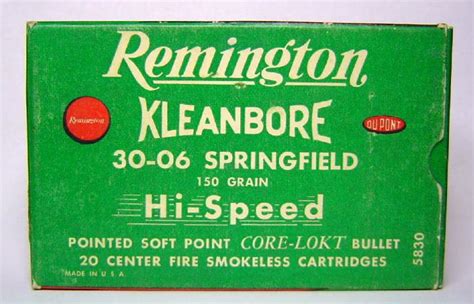 Remington
Remington
KLEANBORE
DU PONT
30-06 SPRINGFIELD
150 GRAIN
Hi-Speed
POINTED SOFT POINT CORE-LOKT BULLET
20 CENTER FIRE SMOKELESS CARTRIDGES
MADE IN U.S.A.
5830